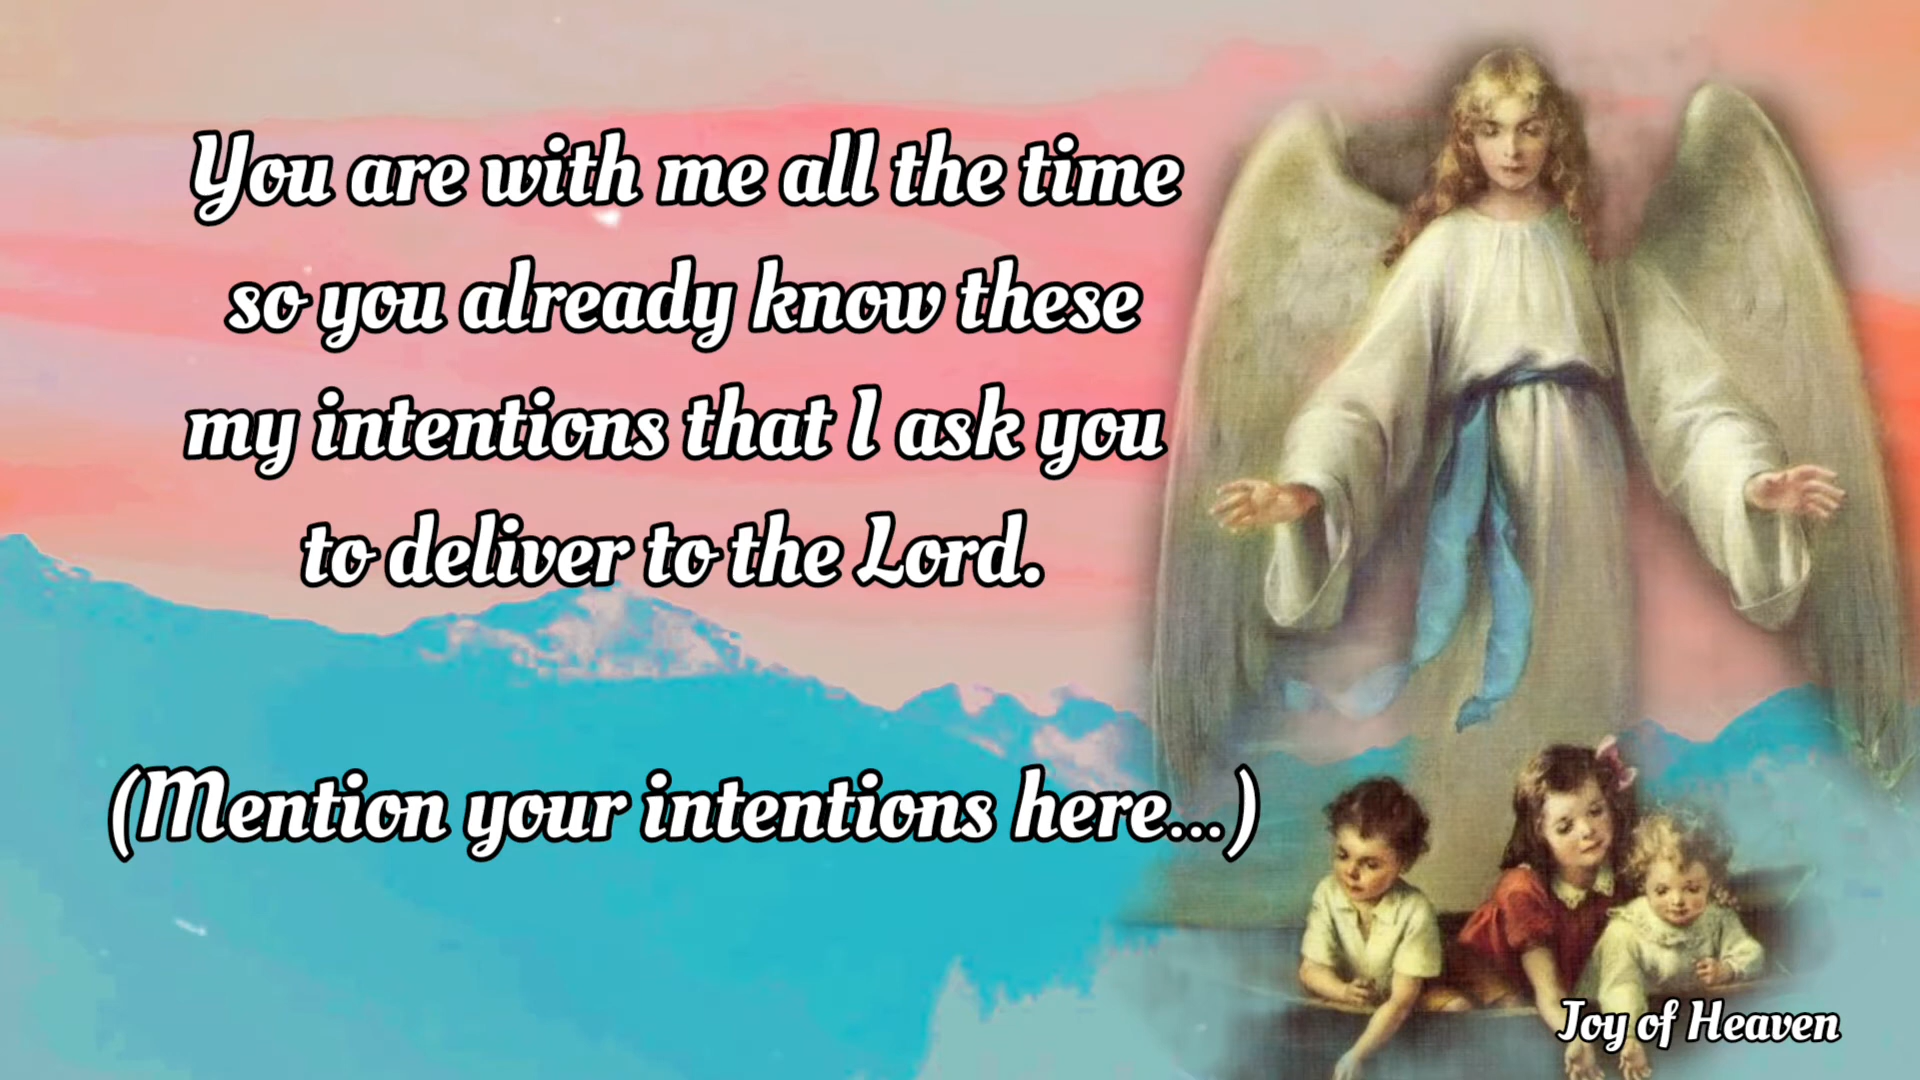 You are with me all the time
so you already know these
my intentions that I ask you
to deliver to the Lord.
(Mention your intentions here...)
Joy of Heaven